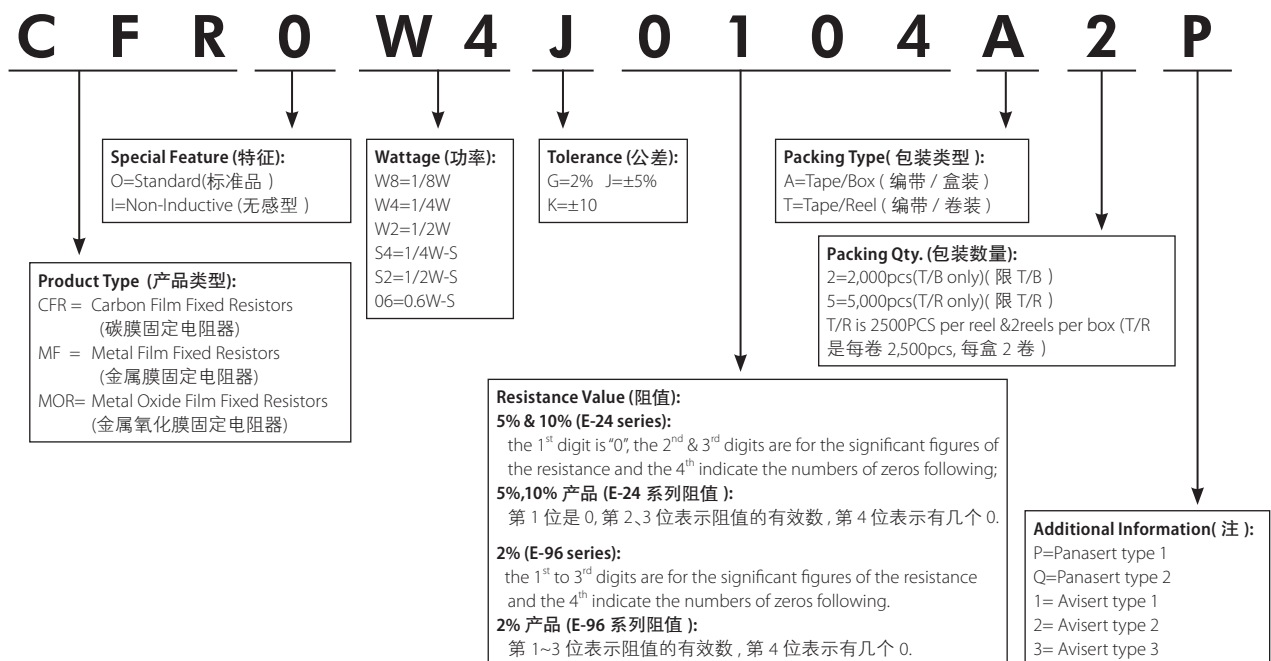 C F R 0 W 4 J 0 1 0 4 A 2 P
Special Feature (特征):
O=Standard(标准品 )
I=Non-Inductive (无感型 )
Wattage (功率):
W8=1/8W
W4=1/4W
W2=1/2W
S4=1/4W-S
S2=1/2W-S
06=0.6W-S
Tolerance (公差):
G=2% J=±5%
K=±10
Packing Type( 包装类型 ):
A=Tape/Box ( 编带 / 盒装 )
T=Tape/Reel ( 编带 / 卷装 )
Packing Qty. (包装数量):
2=2,000pcs(T/B only)( 限 T/B )
5=5,000pcs(T/R only)( 限 T/R )
T/R is 2500PCS per reel &2reels per box (T/R
是每卷 2,500pcs, 每盒 2 卷 )
Product Type (产品类型):
CFR = Carbon Film Fixed Resistors
(碳膜固定电阻器)
MF = Metal Film Fixed Resistors
(金属膜固定电阻器)
MOR= Metal Oxide Film Fixed Resistors
(金属氧化膜固定电阻器)
Resistance Value (阻值):
5% & 10% (E-24 series):
the 1st digit is “0”, the 2nd & 3rd digits are for the significant figures of
the resistance and the 4th indicate the numbers of zeros following;
5%,10% 产品 (E-24 系列阻值 ):
第 1 位是 0, 第 2、3 位表示阻值的有效数 , 第 4 位表示有几个 0.
2% (E-96 series):
the 1st to 3rd digits are for the significant figures of the resistance
and the 4th indicate the numbers of zeros following.
2% 产品 (E-96 系列阻值 ):
第 1~3 位表示阻值的有效数 , 第 4 位表示有几个 0.
Additional Information( 注 ):
P=Panasert type 1
Q=Panasert type 2
1= Avisert type 1
2= Avisert type 2
3= Avisert type 3